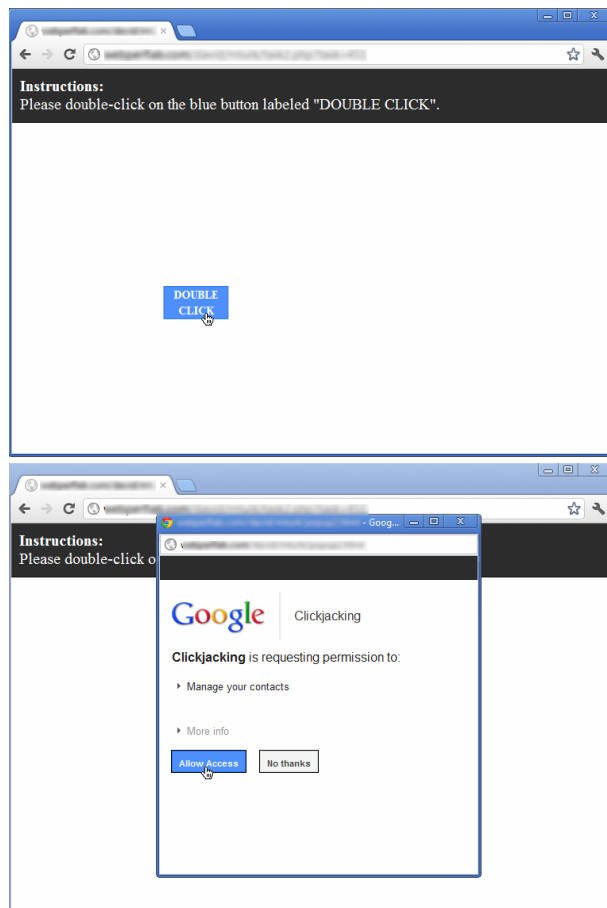 Instructions:
Please double-click on the blue button labeled "DOUBLE CLICK".
DOUBLE
CLICK
- Goog...
Instructions:
Please double-click o
Google
Clickjacking
Clickjacking is requesting permission to:
Manage your contacts
More info
Allow Access
No thanks